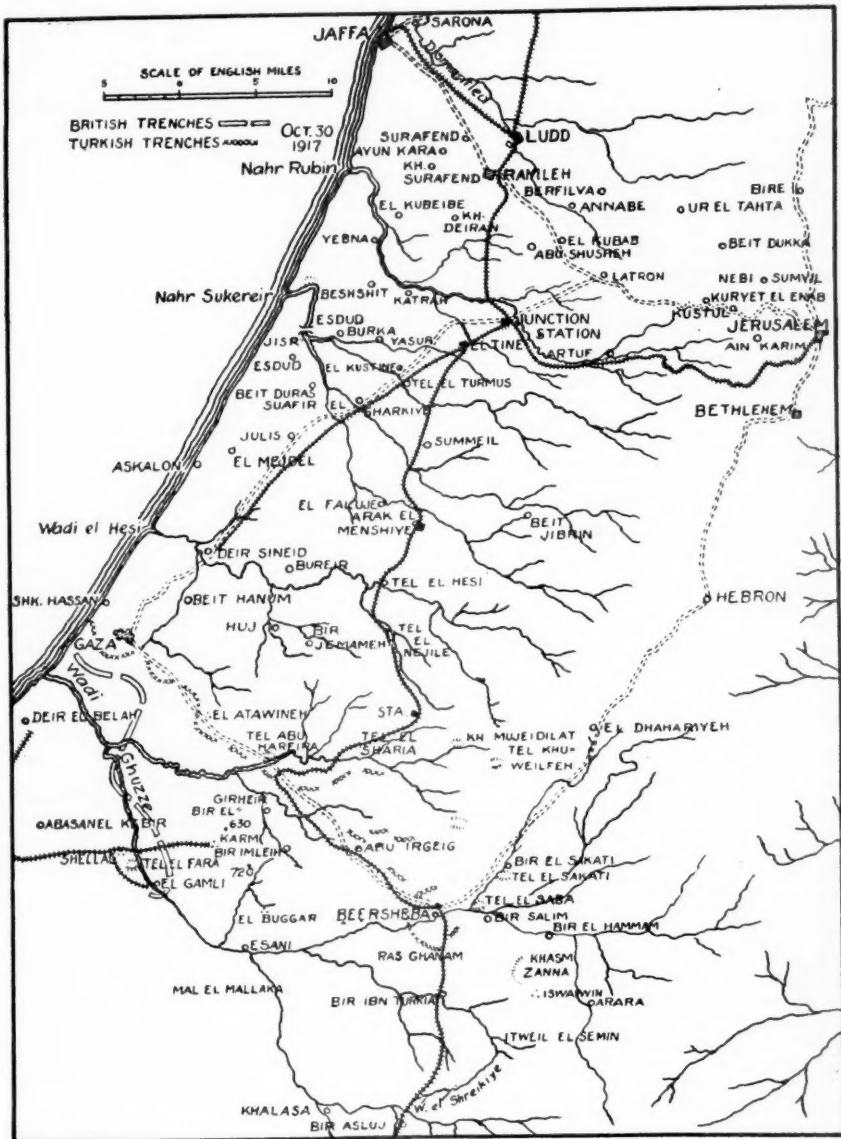 SARONA
JAFFA
Dismantled
SCALE OF ENGLISH MILES
5 0 5 10
BRITISH TRENCHES
TURKISH TRENCHES
OCT. 30
1917
SURAFEND
LUDD
AYUN KARA
Nahr Rubin
KH.
SURAFEND
RAMLEH
BERFILVA
BIRE
ANNABE
UR EL TAHTA
EL KUBEIBE
KH.
DEIRAN
YEBNA
EL KUBAB
ABU SHUSHEH
BEIT DUKKA
LATRON
NEBI SUMVIL
Nahr Sukereir
BESHSHIT
KATRAH
KURYET EL ENAB
KUSTUL
JERUSALEM
ESDUD
BURKA
JUNCTION
STATION
JISR
YASUR
EL TINE
ARTUF
AIN KARIM
ESDUD
EL KUSTINE
TEL EL TURMUS
BEIT DURAS
SUAFIR EL
SHARKIYE
BETHLEHEM
JULIS
SUMMEIL
EL MEJDEL
ASKALON
EL FALUJE
ARAK EL
MENSHIYE
BEIT
JIBRIN
Wadi el Hesi
DEIR SINEID
BUREIR
TEL EL HESI
SHK. HASSAN
BEIT HANUM
HEBRON
HUJ
BIR
JEMAMEH
TEL
EL
NEJILE
GAZA
Wadi
Ghuzze
DEIR EL BELAH
EL ATAWINEH
STA.
TEL ABU
HAREIRA
TEL EL
SHARIA
KH. MUJEIDILAT
TEL KHU-
WEILFEH
EL DHAHARIYEH
GIRHEIR
BIR EL
630
KARM
ABASANEL KEBIR
BIR IMLEIH
ABU IRGEIG
SHELLAL
TEL EL FARA
720
EL GAMLI
BIR EL SAKATI
TEL EL SAKATI
TEL EL SABA
EL BUGGAR
BEERSHEBA
BIR SALIM
BIR EL HAMMAM
ESANI
RAS GHANAM
KHASM
ZANNA
MAL EL MALLAKA
BIR IBN TURKIA
ISWAIWIN
ARARA
ITWEIL EL SEMIN
W. el Shreikiye
KHALASA
BIR ASLUJ